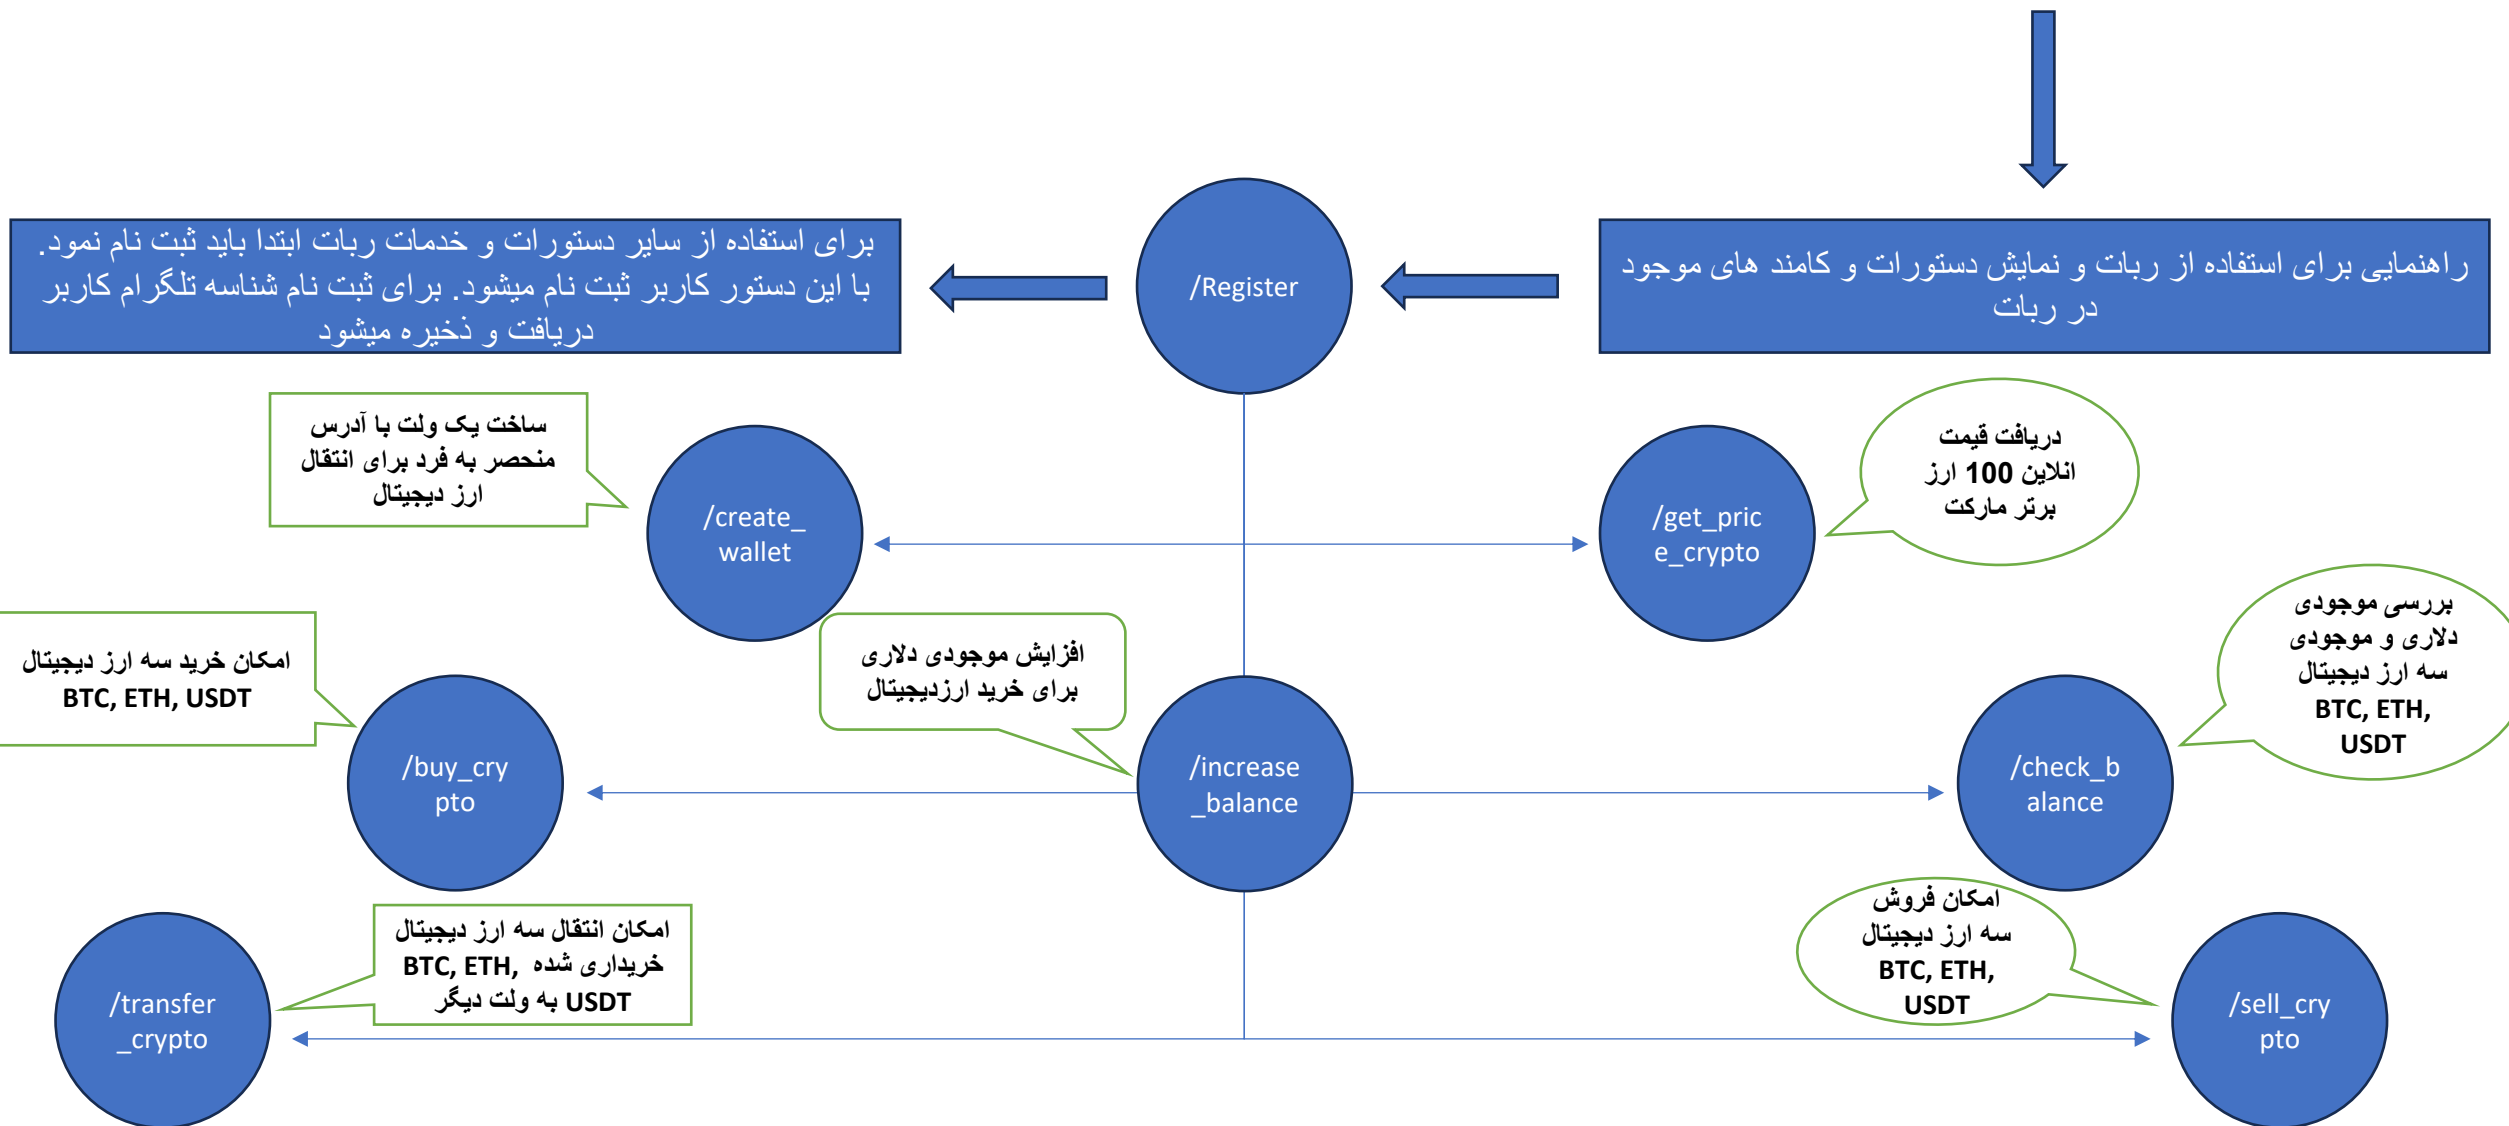 راهنمایی برای استفاده از ربات و نمایش دستورات و کامند های موجود
در ربات
/Register
برای استفاده از سایر دستورات و خدمات ربات ابتدا باید ثبت نام نمود.
با این دستور کاربر ثبت نام میشود. برای ثبت نام شناسه تلگرام کاربر
دریافت و ذخیره میشود
دریافت قیمت
انلاین 100 ارز
برتر مارکت
/get_pric
e_crypto
ساخت یک ولت با آدرس
منحصر به فرد برای انتقال
ارز دیجیتال
/create_
wallet
بررسی موجودی
دلاری و موجودی
سه ارز دیجیتال
BTC, ETH,
USDT
/check_b
alance
افزایش موجودی دلاری
برای خرید ارزدیجیتال
/increase
_balance
امکان خرید سه ارز دیجیتال
BTC, ETH, USDT
/buy_cry
pto
امکان فروش
سه ارز دیجیتال
BTC, ETH,
USDT
/sell_cry
pto
امکان انتقال سه ارز دیجیتال
خریداری شده BTC, ETH,
USDT به ولت دیگر
/transfer
_crypto